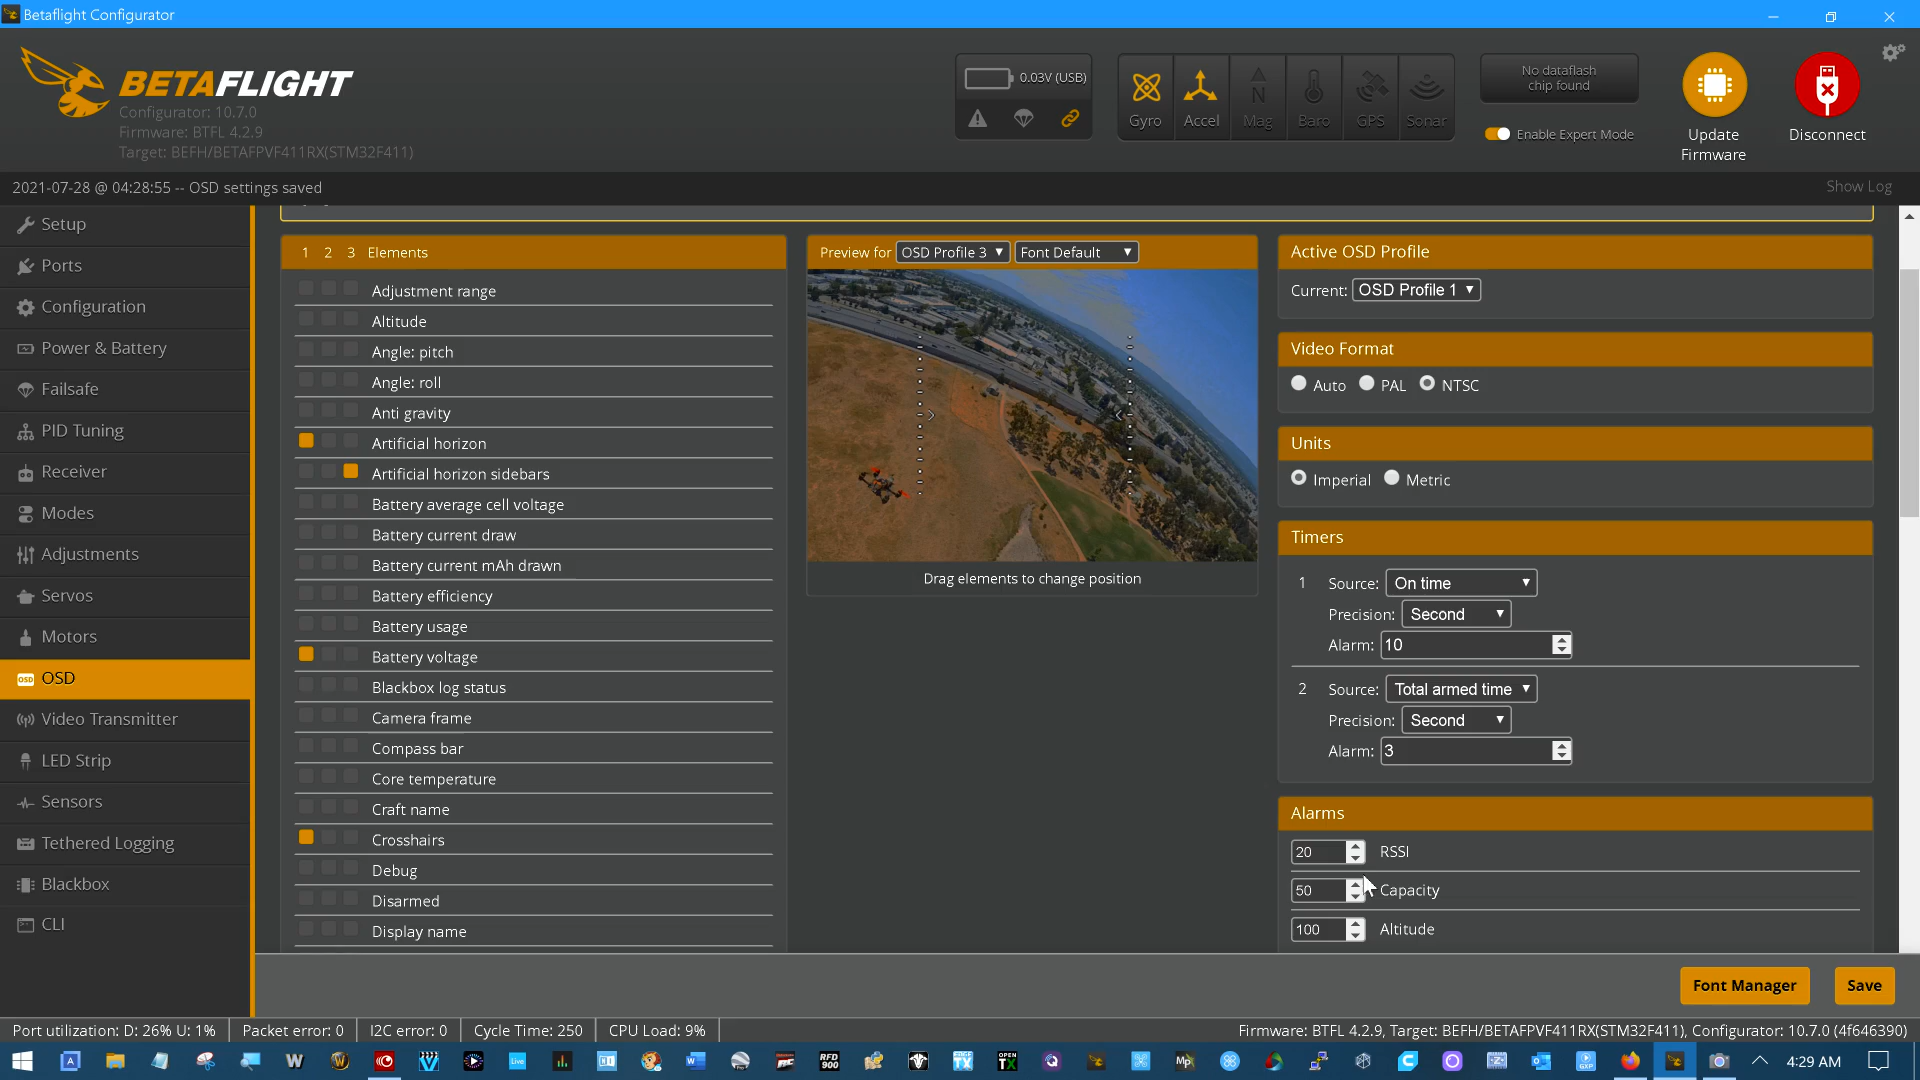 Betaflight Configurator
BETAFLIGHT
Configurator: 10.7.0
Firmware: BTFL 4.2.9
Target: BEFH/BETAFPVF411RX(STM32F411)
0.03V (USB)
Gyro
Accel
Mag
Baro
GPS
Sonar
No dataflash
chip found
Enable Expert Mode
Update
Firmware
Disconnect
2021-07-28 @ 04:28:55 -- OSD settings saved
Show Log
Setup
Ports
Configuration
Power & Battery
Failsafe
PID Tuning
Receiver
Modes
Adjustments
Servos
Motors
OSD
Video Transmitter
LED Strip
Sensors
Tethered Logging
Blackbox
CLI
1 2 3 Elements
Adjustment range
Altitude
Angle: pitch
Angle: roll
Anti gravity
Artificial horizon
Artificial horizon sidebars
Battery average cell voltage
Battery current draw
Battery current mAh drawn
Battery efficiency
Battery usage
Battery voltage
Blackbox log status
Camera frame
Compass bar
Core temperature
Craft name
Crosshairs
Debug
Disarmed
Display name
Preview for OSD Profile 3 Font Default
Drag elements to change position
Active OSD Profile
Current: OSD Profile 1
Video Format
Auto PAL NTSC
Units
Imperial Metric
Timers
1 Source: On time
Precision: Second
Alarm: 10
2 Source: Total armed time
Precision: Second
Alarm: 3
Alarms
20 RSSI
50 Capacity
100 Altitude
Font Manager
Save
Port utilization: D: 26% U: 1% Packet error: 0 I2C error: 0 Cycle Time: 250 CPU Load: 9%
Firmware: BTFL 4.2.9, Target: BEFH/BETAFPVF411RX(STM32F411), Configurator: 10.7.0 (4f646390)
4:29 AM